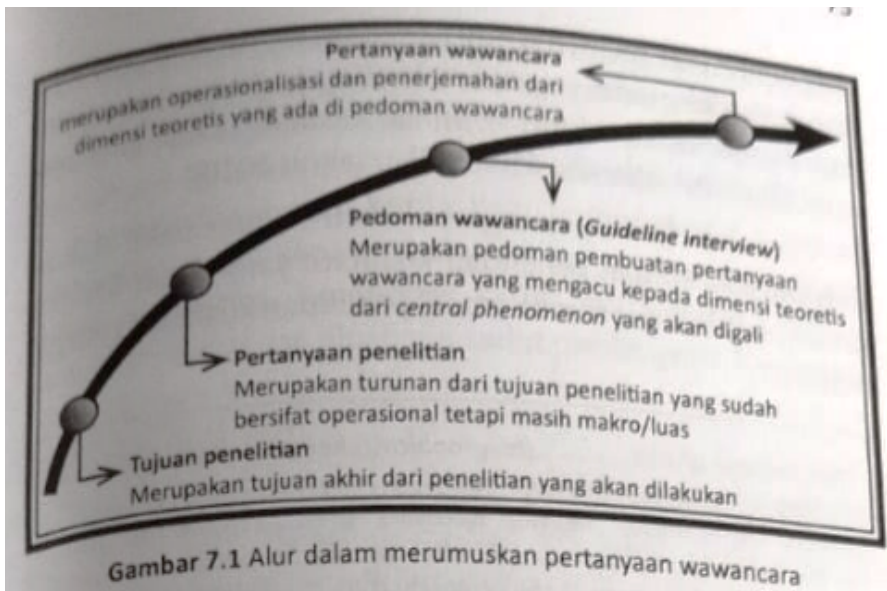 Pertanyaan wawancara
merupakan operasionalisasi dan penerjemahan dari
dimensi teoretis yang ada di pedoman wawancara
Pedoman wawancara (Guideline interview)
Merupakan pedoman pembuatan pertanyaan
wawancara yang mengacu kepada dimensi teoretis
dari central phenomenon yang akan digali
Pertanyaan penelitian
Merupakan turunan dari tujuan penelitian yang sudah
bersifat operasional tetapi masih makro/luas
Tujuan penelitian
Merupakan tujuan akhir dari penelitian yang akan dilakukan
Gambar 7.1 Alur dalam merumuskan pertanyaan wawancara